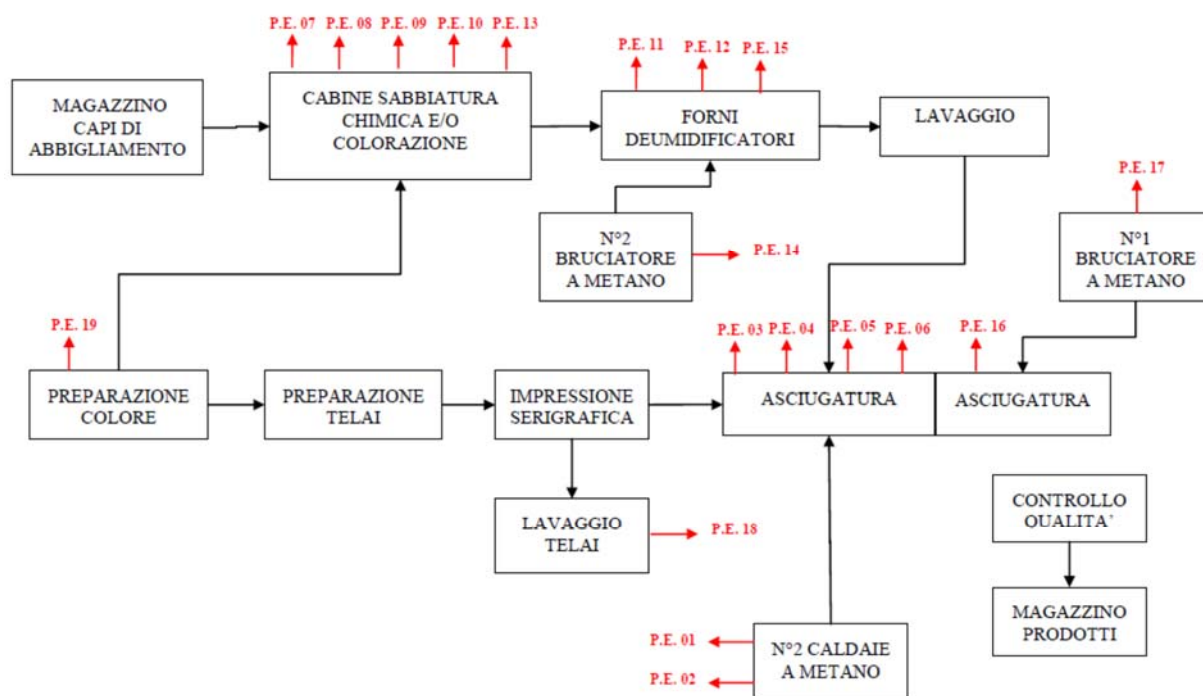 P.E. 07 P.E. 08 P.E. 09 P.E. 10 P.E. 13
P.E. 11 P.E. 12 P.E. 15
MAGAZZINO
CAPI DI
ABBIGLIAMENTO
CABINE SABBIATURA
CHIMICA E/O
COLORAZIONE
FORNI
DEUMIDIFICATORI
LAVAGGIO
P.E. 17
N°2
BRUCIATORE
A METANO
P.E. 14
N°1
BRUCIATORE
A METANO
P.E. 19
P.E. 03 P.E. 04 P.E. 05 P.E. 06 P.E. 16
PREPARAZIONE
COLORE
PREPARAZIONE
TELAI
IMPRESSIONE
SERIGRAFICA
ASCIUGATURA
ASCIUGATURA
LAVAGGIO
TELAI
P.E. 18
CONTROLLO
QUALITA’
MAGAZZINO
PRODOTTI
P.E. 01
P.E. 02
N°2 CALDAIE
A METANO